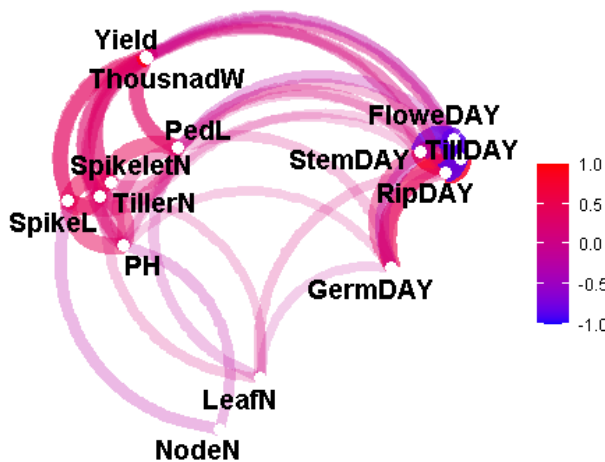 Yield
ThousnadW
PedL
SpikeletN
TillerN
SpikeL
PH
FloweDAY
StemDAY
TillDAY
RipDAY
GermDAY
LeafN
NodeN
1.0
0.5
0.0
-0.5
-1.0